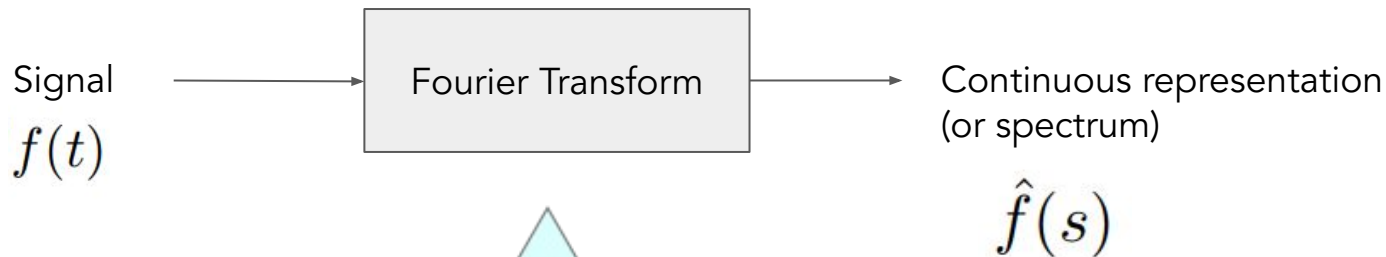 Signal
f(t)
Fourier Transform
Continuous representation
(or spectrum)
f̂(s)